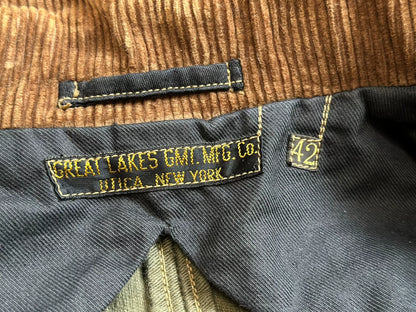 GREAT LAKES GMT. MFG. Co.
UTICA, NEW YORK
42